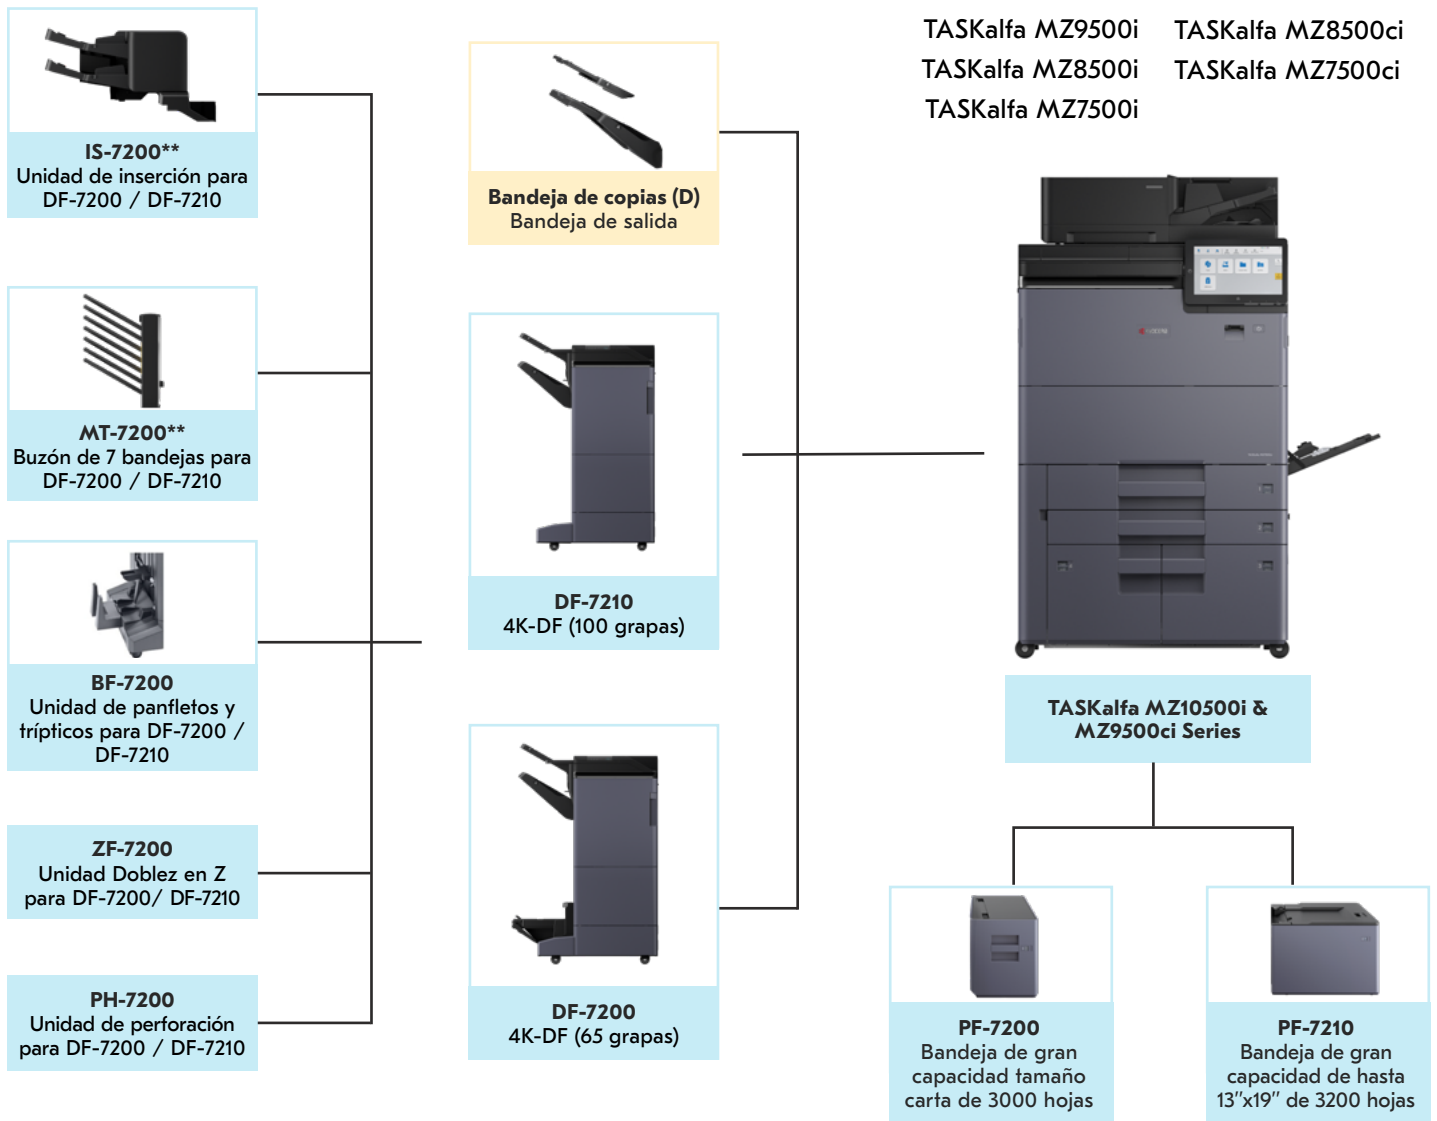 TASKalfa MZ9500i
TASKalfa MZ8500ci
TASKalfa MZ8500i
TASKalfa MZ7500ci
TASKalfa MZ7500i
IS-7200**
Unidad de inserción para
DF-7200 / DF-7210
MT-7200**
Buzón de 7 bandejas para
DF-7200 / DF-7210
BF-7200
Unidad de panfletos y
trípticos para DF-7200 /
DF-7210
ZF-7200
Unidad Doblez en Z
para DF-7200/ DF-7210
PH-7200
Unidad de perforación
para DF-7200 / DF-7210
Bandeja de copias (D)
Bandeja de salida
DF-7210
4K-DF (100 grapas)
DF-7200
4K-DF (65 grapas)
TASKalfa MZ10500i &
MZ9500ci Series
PF-7200
Bandeja de gran
capacidad tamaño
carta de 3000 hojas
PF-7210
Bandeja de gran
capacidad de hasta
13”x19” de 3200 hojas